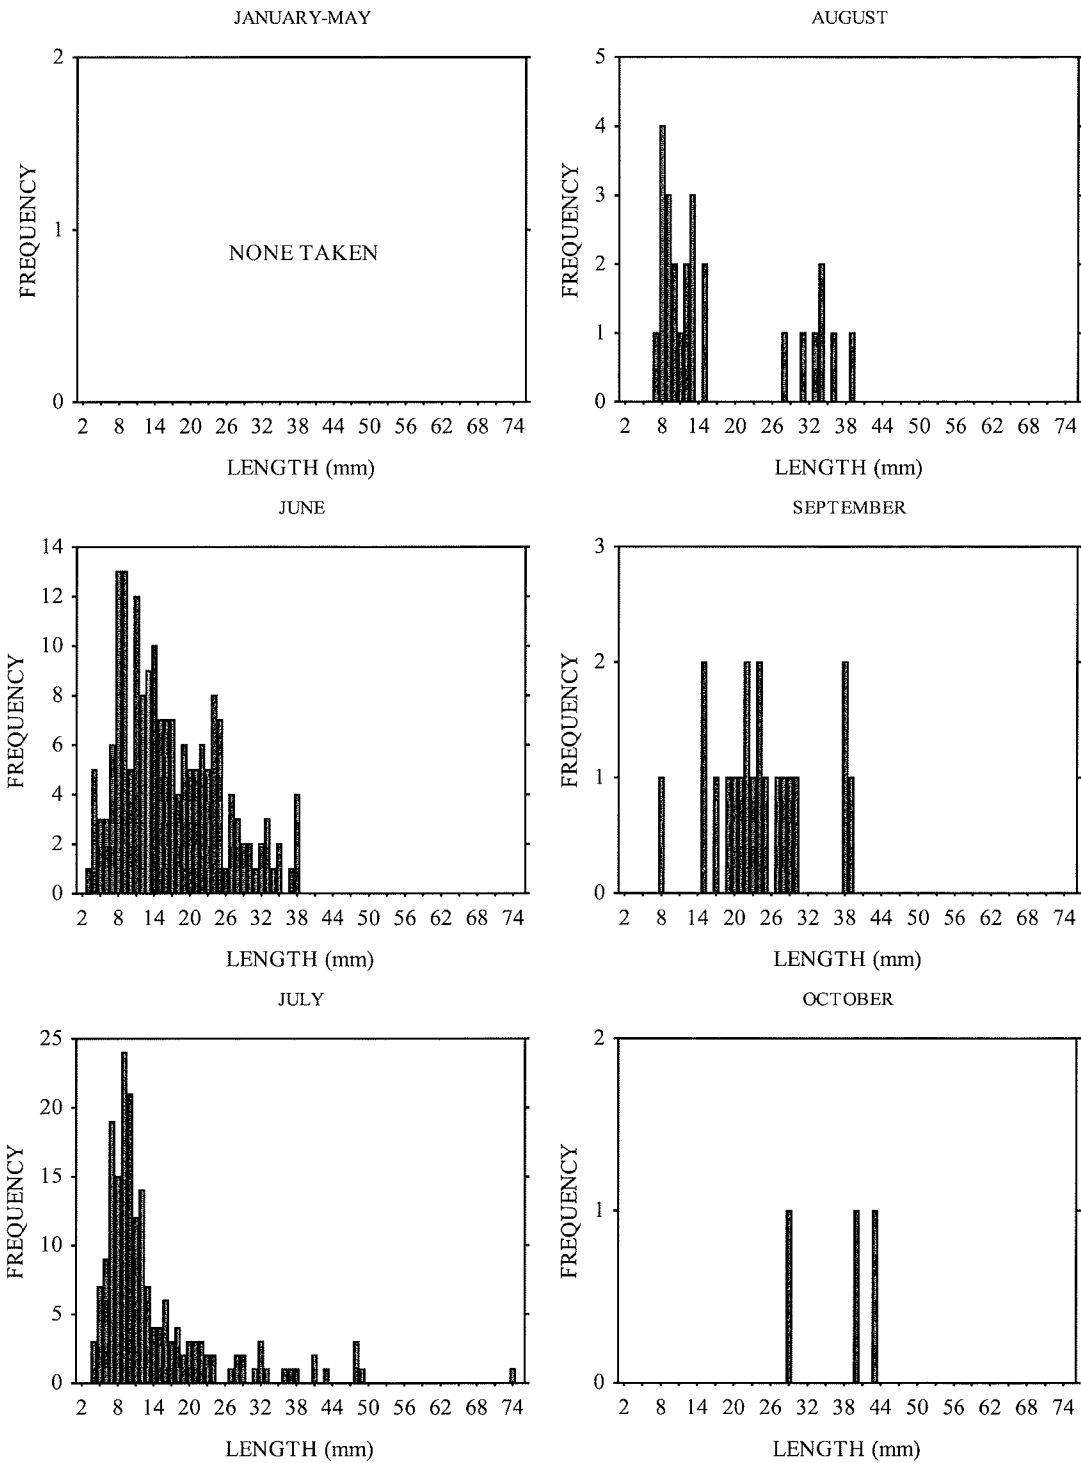 JANUARY-MAY
2
1
0
FREQUENCY
NONE TAKEN
2 8 14 20 26 32 38 44 50 56 62 68 74
LENGTH (mm)
JUNE
14
12
10
8
6
4
2
0
FREQUENCY
2 8 14 20 26 32 38 44 50 56 62 68 74
LENGTH (mm)
JULY
25
20
15
10
5
0
FREQUENCY
2 8 14 20 26 32 38 44 50 56 62 68 74
LENGTH (mm)
AUGUST
5
4
3
2
1
0
FREQUENCY
2 8 14 20 26 32 38 44 50 56 62 68 74
LENGTH (mm)
SEPTEMBER
3
2
1
0
FREQUENCY
2 8 14 20 26 32 38 44 50 56 62 68 74
LENGTH (mm)
OCTOBER
2
1
0
FREQUENCY
2 8 14 20 26 32 38 44 50 56 62 68 74
LENGTH (mm)